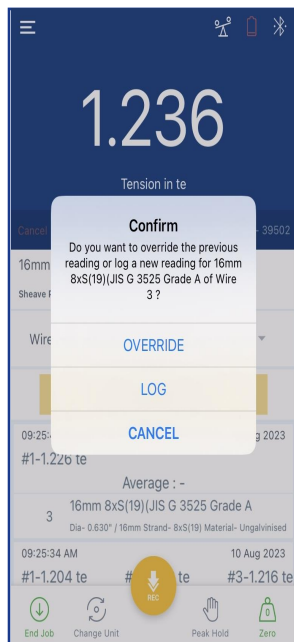 1.236
Tension in te
Cancel
- 39502
Confirm
Do you want to override the previous
reading or log a new reading for 16mm
8xS(19)(JIS G 3525 Grade A of Wire
3 ?
OVERRIDE
LOG
CANCEL
16mm
Sheave
Wire
09:25:
g 2023
#1-1.226 te
Average : -
3
16mm 8xS(19)(JIS G 3525 Grade A
Dia- 0.630" / 16mm Strand- 8xS(19) Material- Ungalvinised
09:25:34 AM
10 Aug 2023
#1-1.204 te
#
te
#3-1.216 te
REC
End Job
Change Unit
Peak Hold
0
Zero